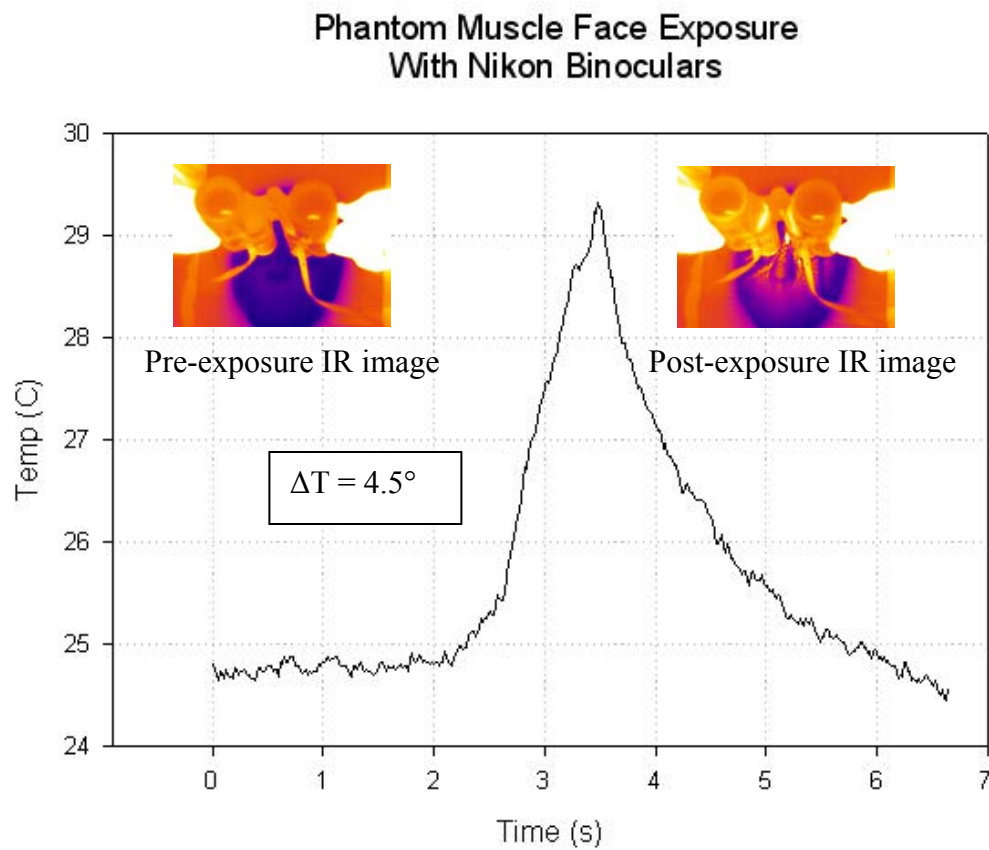 Phantom Muscle Face Exposure
With Nikon Binoculars
30
29
28
27
26
25
24
Temp (C)
Pre-exposure IR image
Post-exposure IR image
ΔT = 4.5°
0 1 2 3 4 5 6 7
Time (s)